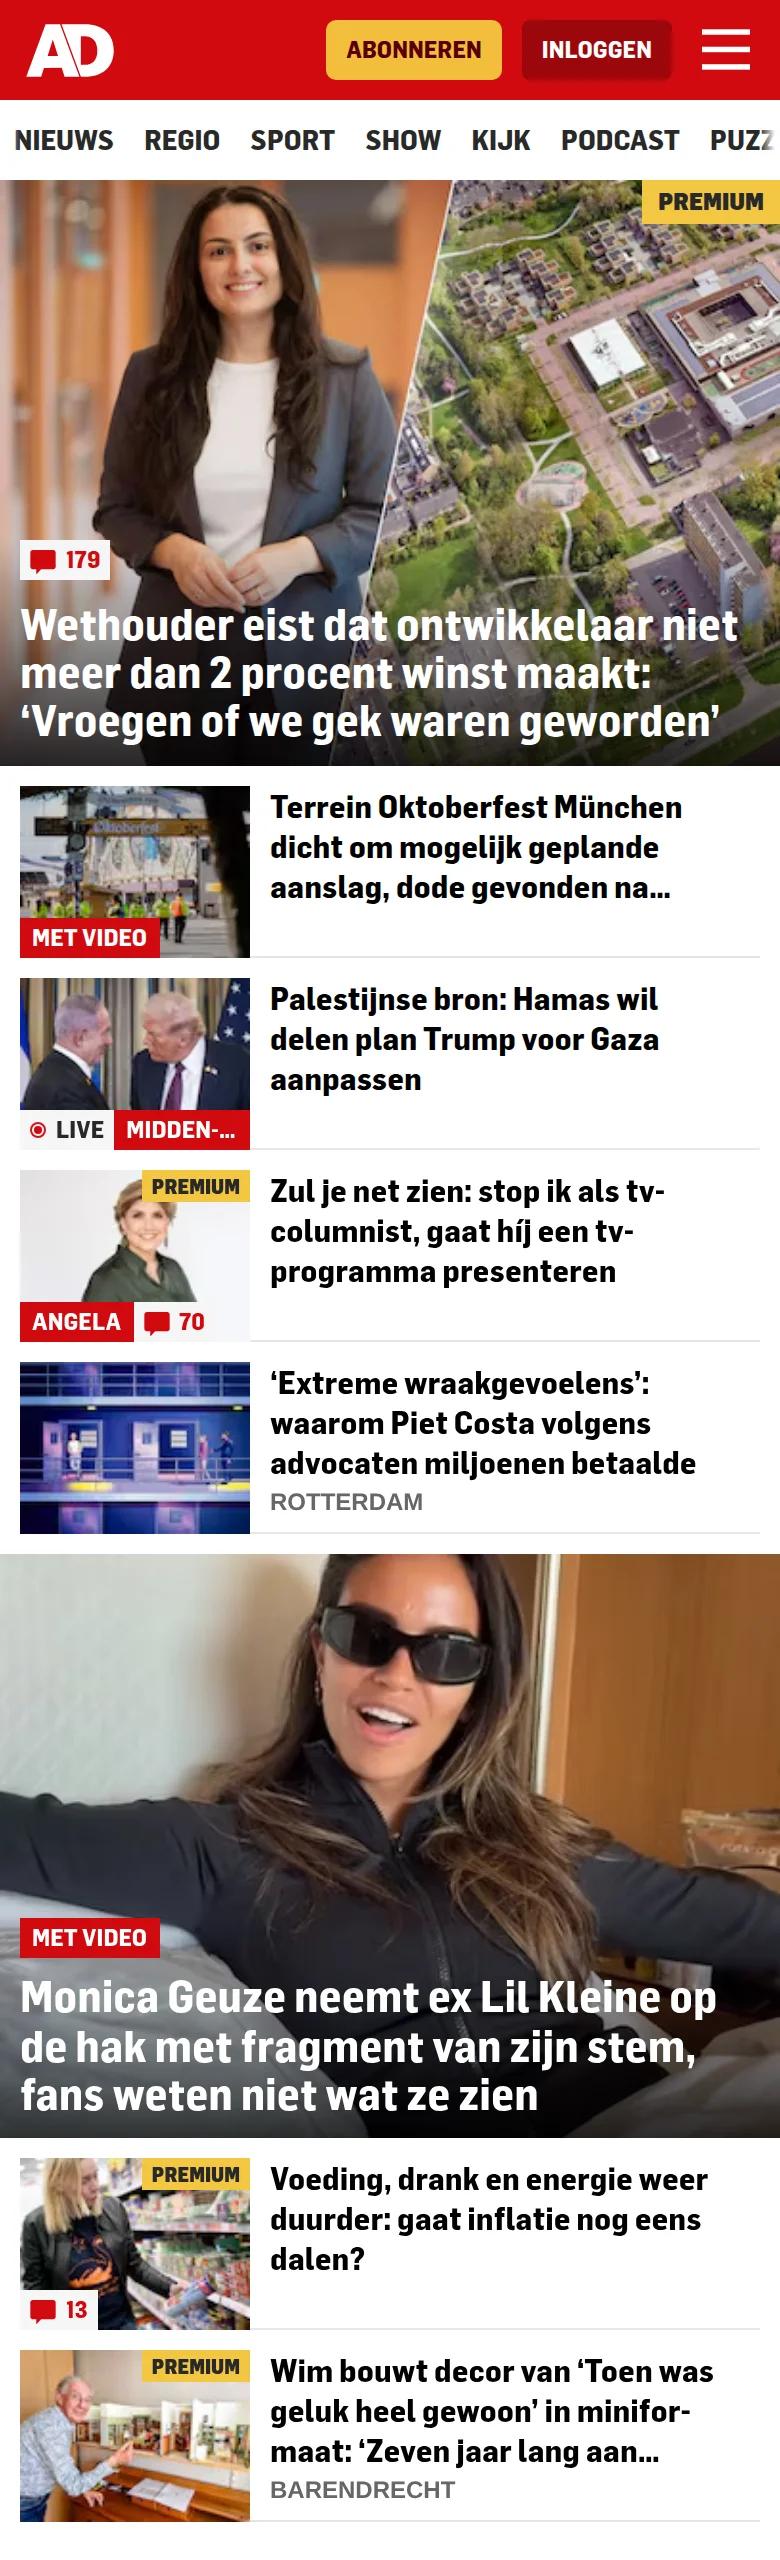 AD
ABONNEREN
INLOGGEN
NIEUWS REGIO SPORT SHOW KIJK PODCAST PUZZ
PREMIUM
179
Wethouder eist dat ontwikkelaar niet
meer dan 2 procent winst maakt:
‘Vroegen of we gek waren geworden’
Oktoberfest
MET VIDEO
Terrein Oktoberfest München
dicht om mogelijk geplande
aanslag, dode gevonden na...
LIVE MIDDEN-...
Palestijnse bron: Hamas wil
delen plan Trump voor Gaza
aanpassen
PREMIUM
ANGELA 70
Zul je net zien: stop ik als tv-
columnist, gaat híj een tv-
programma presenteren
‘Extreme wraakgevoelens’:
waarom Piet Costa volgens
advocaten miljoenen betaalde
ROTTERDAM
MET VIDEO
Monica Geuze neemt ex Lil Kleine op
de hak met fragment van zijn stem,
fans weten niet wat ze zien
PREMIUM
13
Voeding, drank en energie weer
duurder: gaat inflatie nog eens
dalen?
PREMIUM
Wim bouwt decor van ‘Toen was
geluk heel gewoon’ in minifor-
maat: ‘Zeven jaar lang aan...
BARENDRECHT